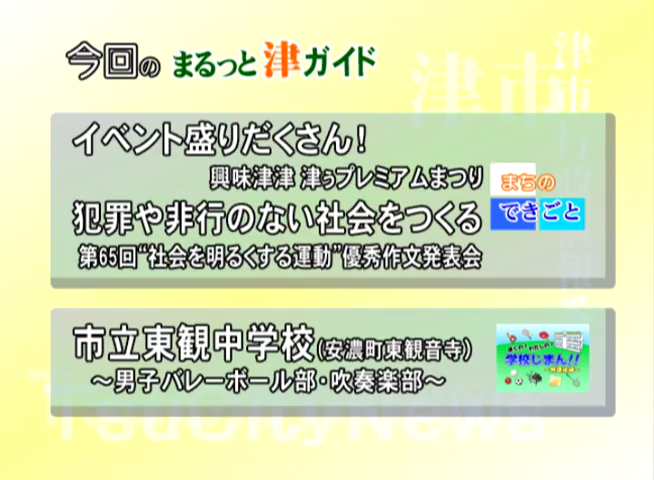 今回の まるっと津ガイド
イベント盛りだくさん!
興味津津 津ぅプレミアムまつり
犯罪や非行のない社会をつくる
第65回“社会を明るくする運動”優秀作文発表会
まちの
できごと
市立東観中学校(安濃町東観音寺)
~男子バレーボール部・吹奏楽部~
学校じまん!!
津市
TsuCityNews